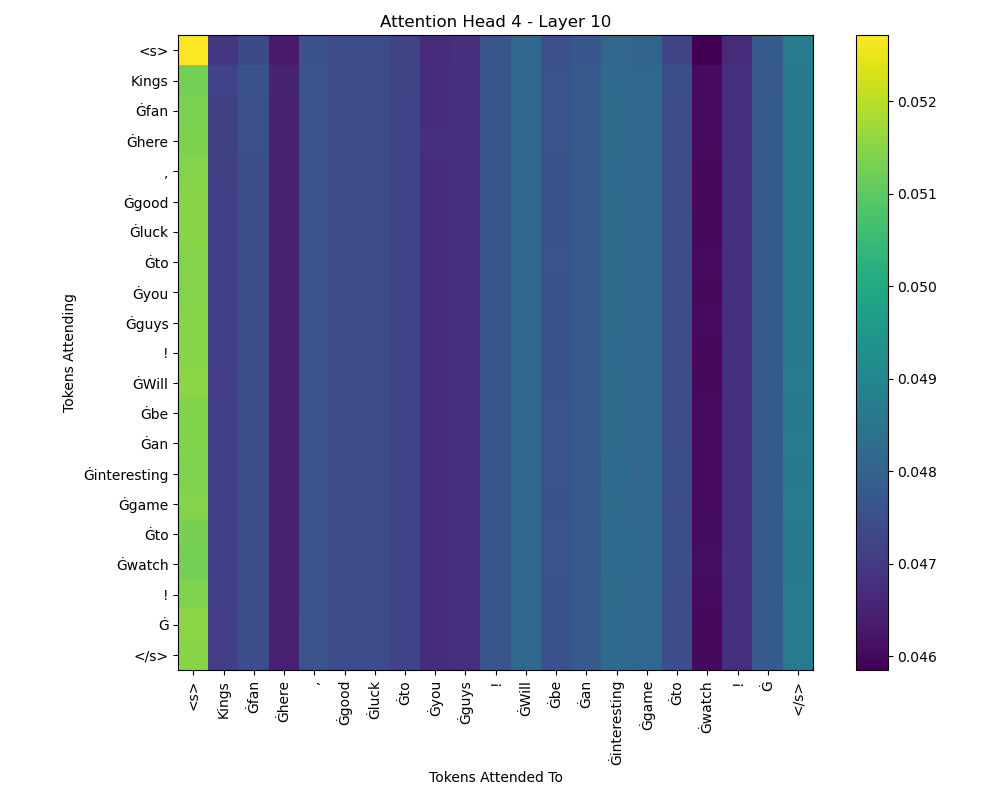 Attention Head 4 - Layer 10
<s>
Kings
Ġfan
Ġhere
,
Ġgood
Ġluck
Ġto
Ġyou
Ġguys
!
ĠWill
Ġbe
Ġan
Ġinteresting
Ġgame
Ġto
Ġwatch
!
Ġ
</s>
Tokens Attending
<s>
Kings
Ġfan
Ġhere
,
Ġgood
Ġluck
Ġto
Ġyou
Ġguys
!
ĠWill
Ġbe
Ġan
Ġinteresting
Ġgame
Ġto
Ġwatch
!
Ġ
</s>
Tokens Attended To
0.052
0.051
0.050
0.049
0.048
0.047
0.046